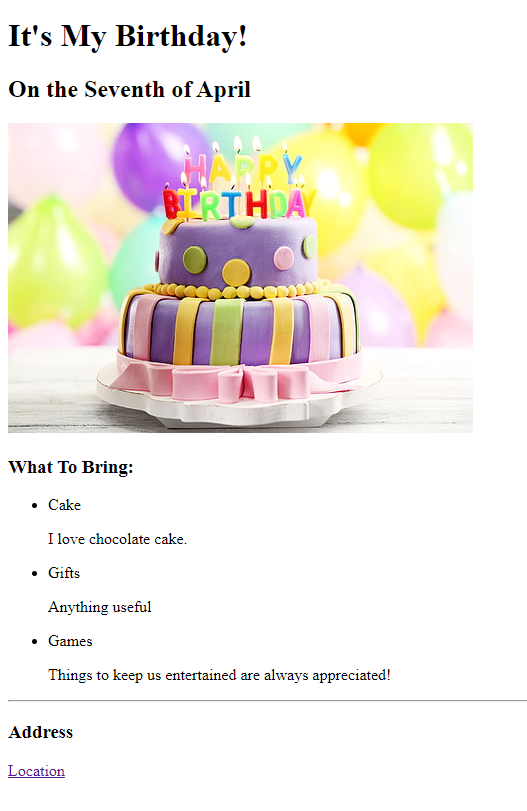 It's My Birthday!
On the Seventh of April
HAPPY
BIRTHDAY
What To Bring:
Cake
I love chocolate cake.
Gifts
Anything useful
Games
Things to keep us entertained are always appreciated!
Address
Location